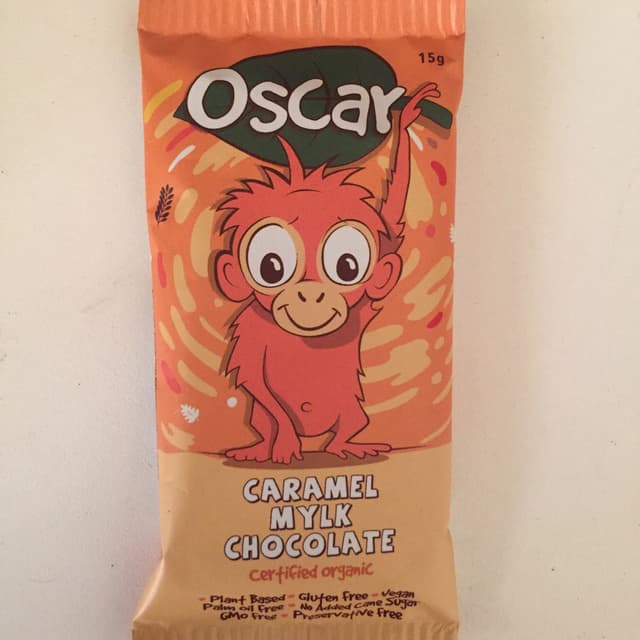 15g
Oscar
CARAMEL
MYLK
CHOCOLATE
certified organic
Plant Based - Gluten Free - Vegan
Palm oil Free - No Added Cane Sugar
GMO Free - Preservative Free